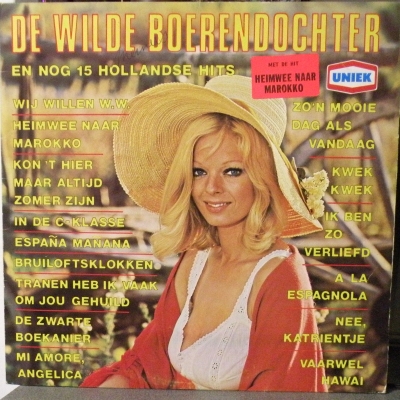 DE WILDE BOERENDOCHTER
EN NOG 15 HOLLANDSE HITS
MET DE HIT
HEIMWEE NAAR
MAROKKO
UNIEK
WIJ WILLEN W.W.
HEIMWEE NAAR
MAROKKO
KON 'T HIER
MAAR ALTIJD
ZOMER ZIJN
IN DE C-KLASSE
ESPAÑA MANANA
BRUILOFTSKLOKKEN
TRANEN HEB IK VAAK
OM JOU GEHUILD
DE ZWARTE
BOEKANIER
MI AMORE,
ANGELICA
ZO'N MOOIE
DAG ALS
VANDAAG
KWEK
KWEK
IK BEN
ZO
VERLIEFD
A LA
ESPAGNOLA
NEE,
KATRIENTJE
VAARWEL
HAWAI